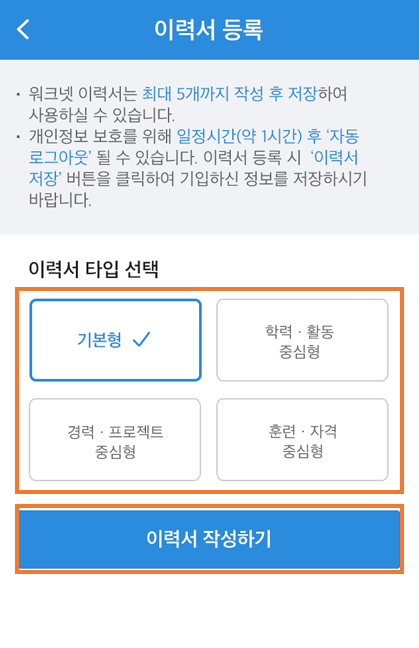 이력서 등록
· 워크넷 이력서는 최대 5개까지 작성 후 저장하여
사용하실 수 있습니다.
· 개인정보 보호를 위해 일정시간(약 1시간) 후 ‘자동
로그아웃’ 될 수 있습니다. 이력서 등록 시 ‘이력서
저장’ 버튼을 클릭하여 기입하신 정보를 저장하시기
바랍니다.
이력서 타입 선택
기본형
학력 · 활동
중심형
경력 · 프로젝트
중심형
훈련 · 자격
중심형
이력서 작성하기